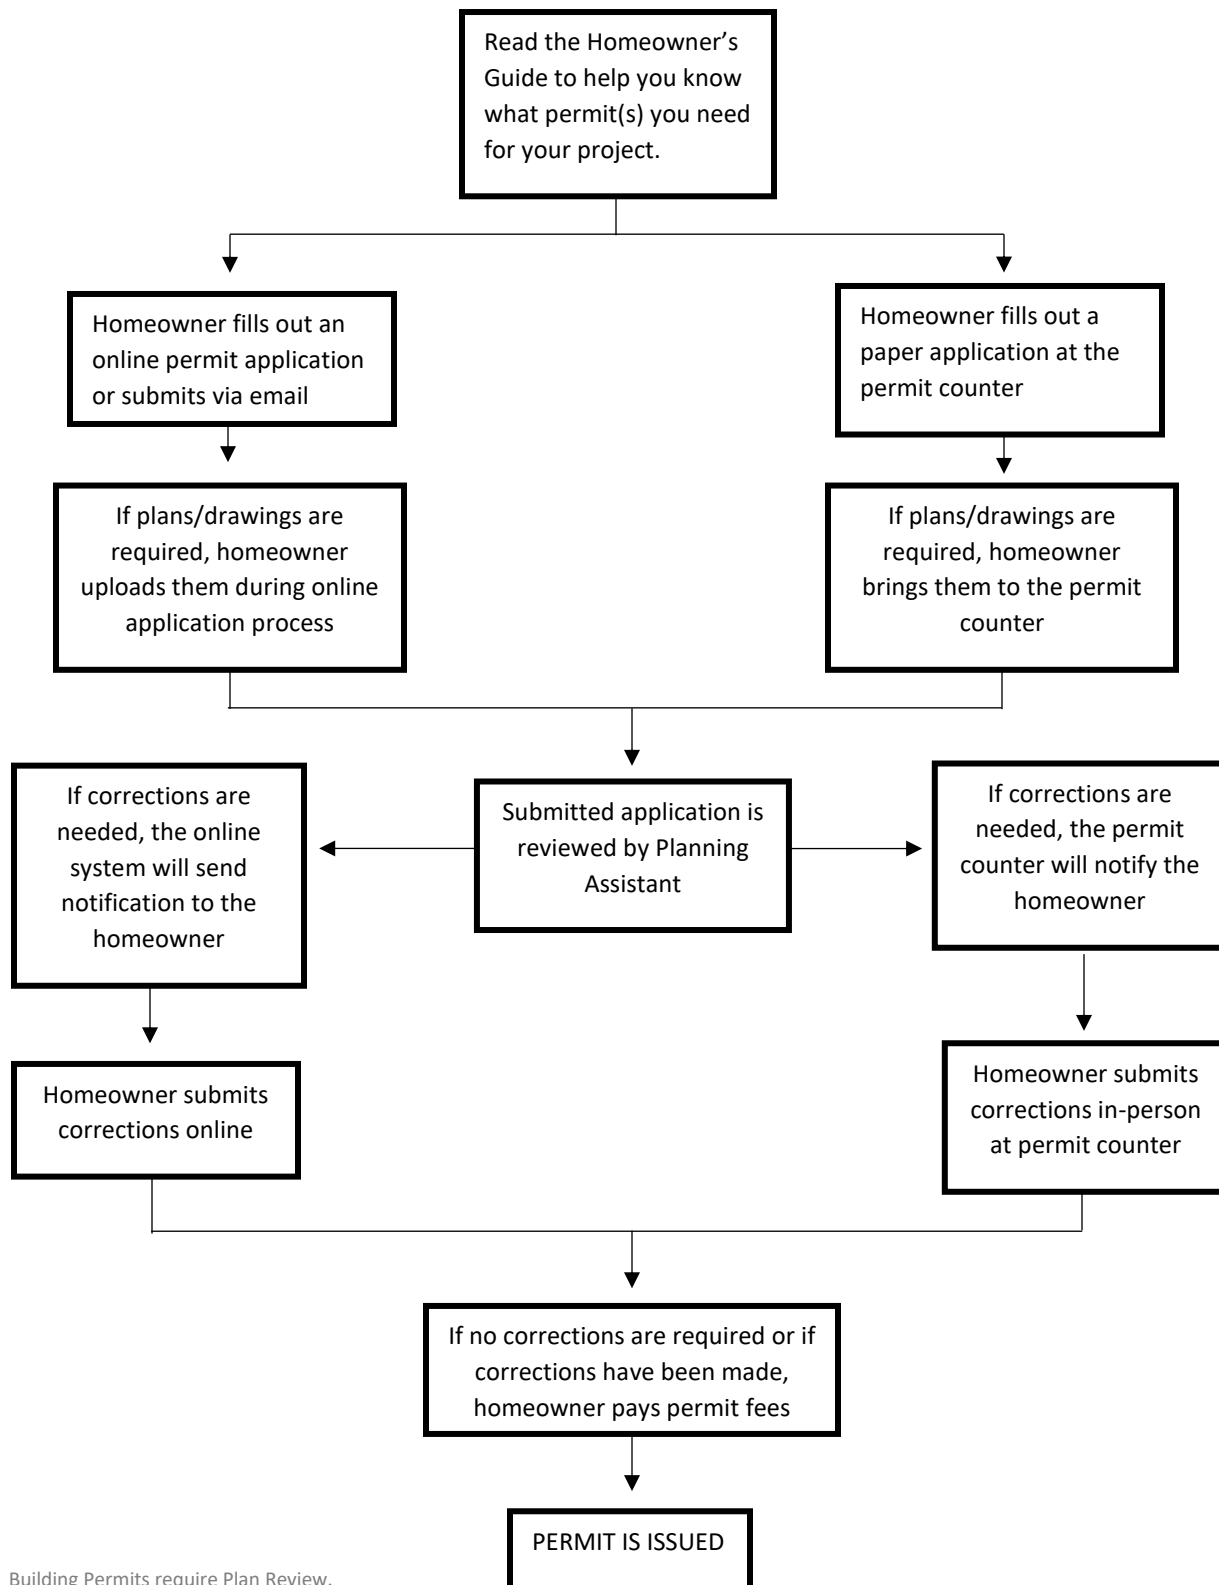 Read the Homeowner’s
Guide to help you know
what permit(s) you need
for your project.
Homeowner fills out an
online permit application
or submits via email
Homeowner fills out a
paper application at the
permit counter
If plans/drawings are
required, homeowner
uploads them during online
application process
If plans/drawings are
required, homeowner
brings them to the permit
counter
If corrections are
needed, the online
system will send
notification to the
homeowner
Submitted application is
reviewed by Planning
Assistant
If corrections are
needed, the permit
counter will notify the
homeowner
Homeowner submits
corrections online
Homeowner submits
corrections in-person
at permit counter
If no corrections are required or if
corrections have been made,
homeowner pays permit fees
PERMIT IS ISSUED
Building Permits require Plan Review.